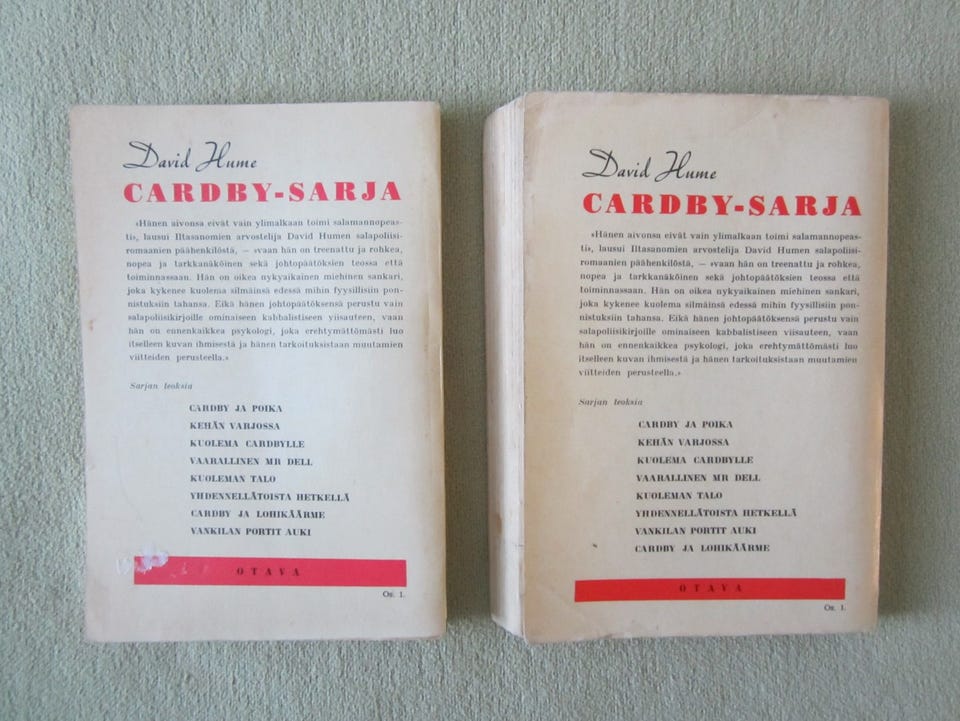 David Hume
CARDBY-SARJA
»Hänen aivonsa eivät vain ylimalkaan toimi salamannopeas-
ti», lausui Iltasanomien arvostelija David Humen salapoliisi-
romaanien päähenkilöstä, — »vaan hän on treenattu ja rohkea,
nopea ja tarkkanäköinen sekä johtopäätöksien teossa että
toiminnassaan. Hän on oikea nykyaikainen miehinen sankari,
joka kykenee kuolema silmäinsä edessä mihin fyysillisiin pon-
nistuksiin tahansa. Eikä hänen johtopäätöksensä perustu vain
salapoliisikirjoille ominaiseen kabbalistiseen viisauteen, vaan
hän on ennenkaikkea psykologi, joka erehtymättömästi luo
itselleen kuvan ihmisestä ja hänen tarkoituksistaan muutamien
viitteiden perusteella.»
Sarjan teoksia
CARDBY JA POIKA
KEHÄN VARJOSSA
KUOLEMA CARDBYLLE
VAARALLINEN MR DELL
KUOLEMAN TALO
YHDENNELLÄTOISTA HETKELLÄ
CARDBY JA LOHIKÄÄRME
VANKILAN PORTIT AUKI
OTAVA
OB. 1.
David Hume
CARDBY-SARJA
»Hänen aivonsa eivät vain ylimalkaan toimi salamannopeas-
ti», lausui Iltasanomien arvostelija David Humen salapoliisi-
romaanien päähenkilöstä, — »vaan hän on treenattu ja rohkea,
nopea ja tarkkanäköinen sekä johtopäätöksien teossa että
toiminnassaan. Hän on oikea nykyaikainen miehinen sankari,
joka kykenee kuolema silmäinsä edessä mihin fyysillisiin pon-
nistuksiin tahansa. Eikä hänen johtopäätöksensä perustu vain
salapoliisikirjoille ominaiseen kabbalistiseen viisauteen, vaan
hän on ennenkaikkea psykologi, joka erehtymättömästi luo
itselleen kuvan ihmisestä ja hänen tarkoituksistaan muutamien
viitteiden perusteella.»
Sarjan teoksia
CARDBY JA POIKA
KEHÄN VARJOSSA
KUOLEMA CARDBYLLE
VAARALLINEN MR DELL
KUOLEMAN TALO
YHDENNELLÄTOISTA HETKELLÄ
VANKILAN PORTIT AUKI
CARDBY JA LOHIKÄÄRME
OTAVA
OB. 1.